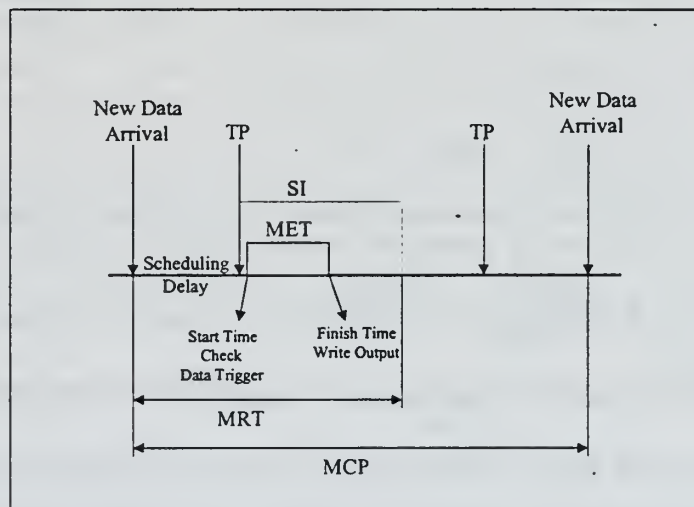 New Data
Arrival
TP
TP
New Data
Arrival
SI
MET
Scheduling
Delay
Start Time
Check
Data Trigger
Finish Time
Write Output
MRT
MCP